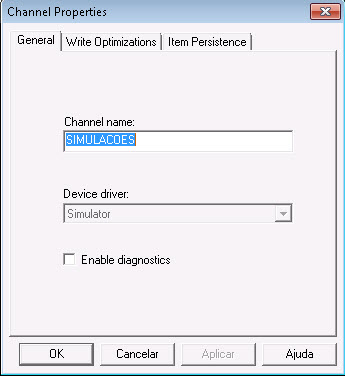 Channel Properties
General Write Optimizations Item Persistence
Channel name:
SIMULACOES
Device driver:
Simulator
Enable diagnostics
OK Cancelar Aplicar Ajuda